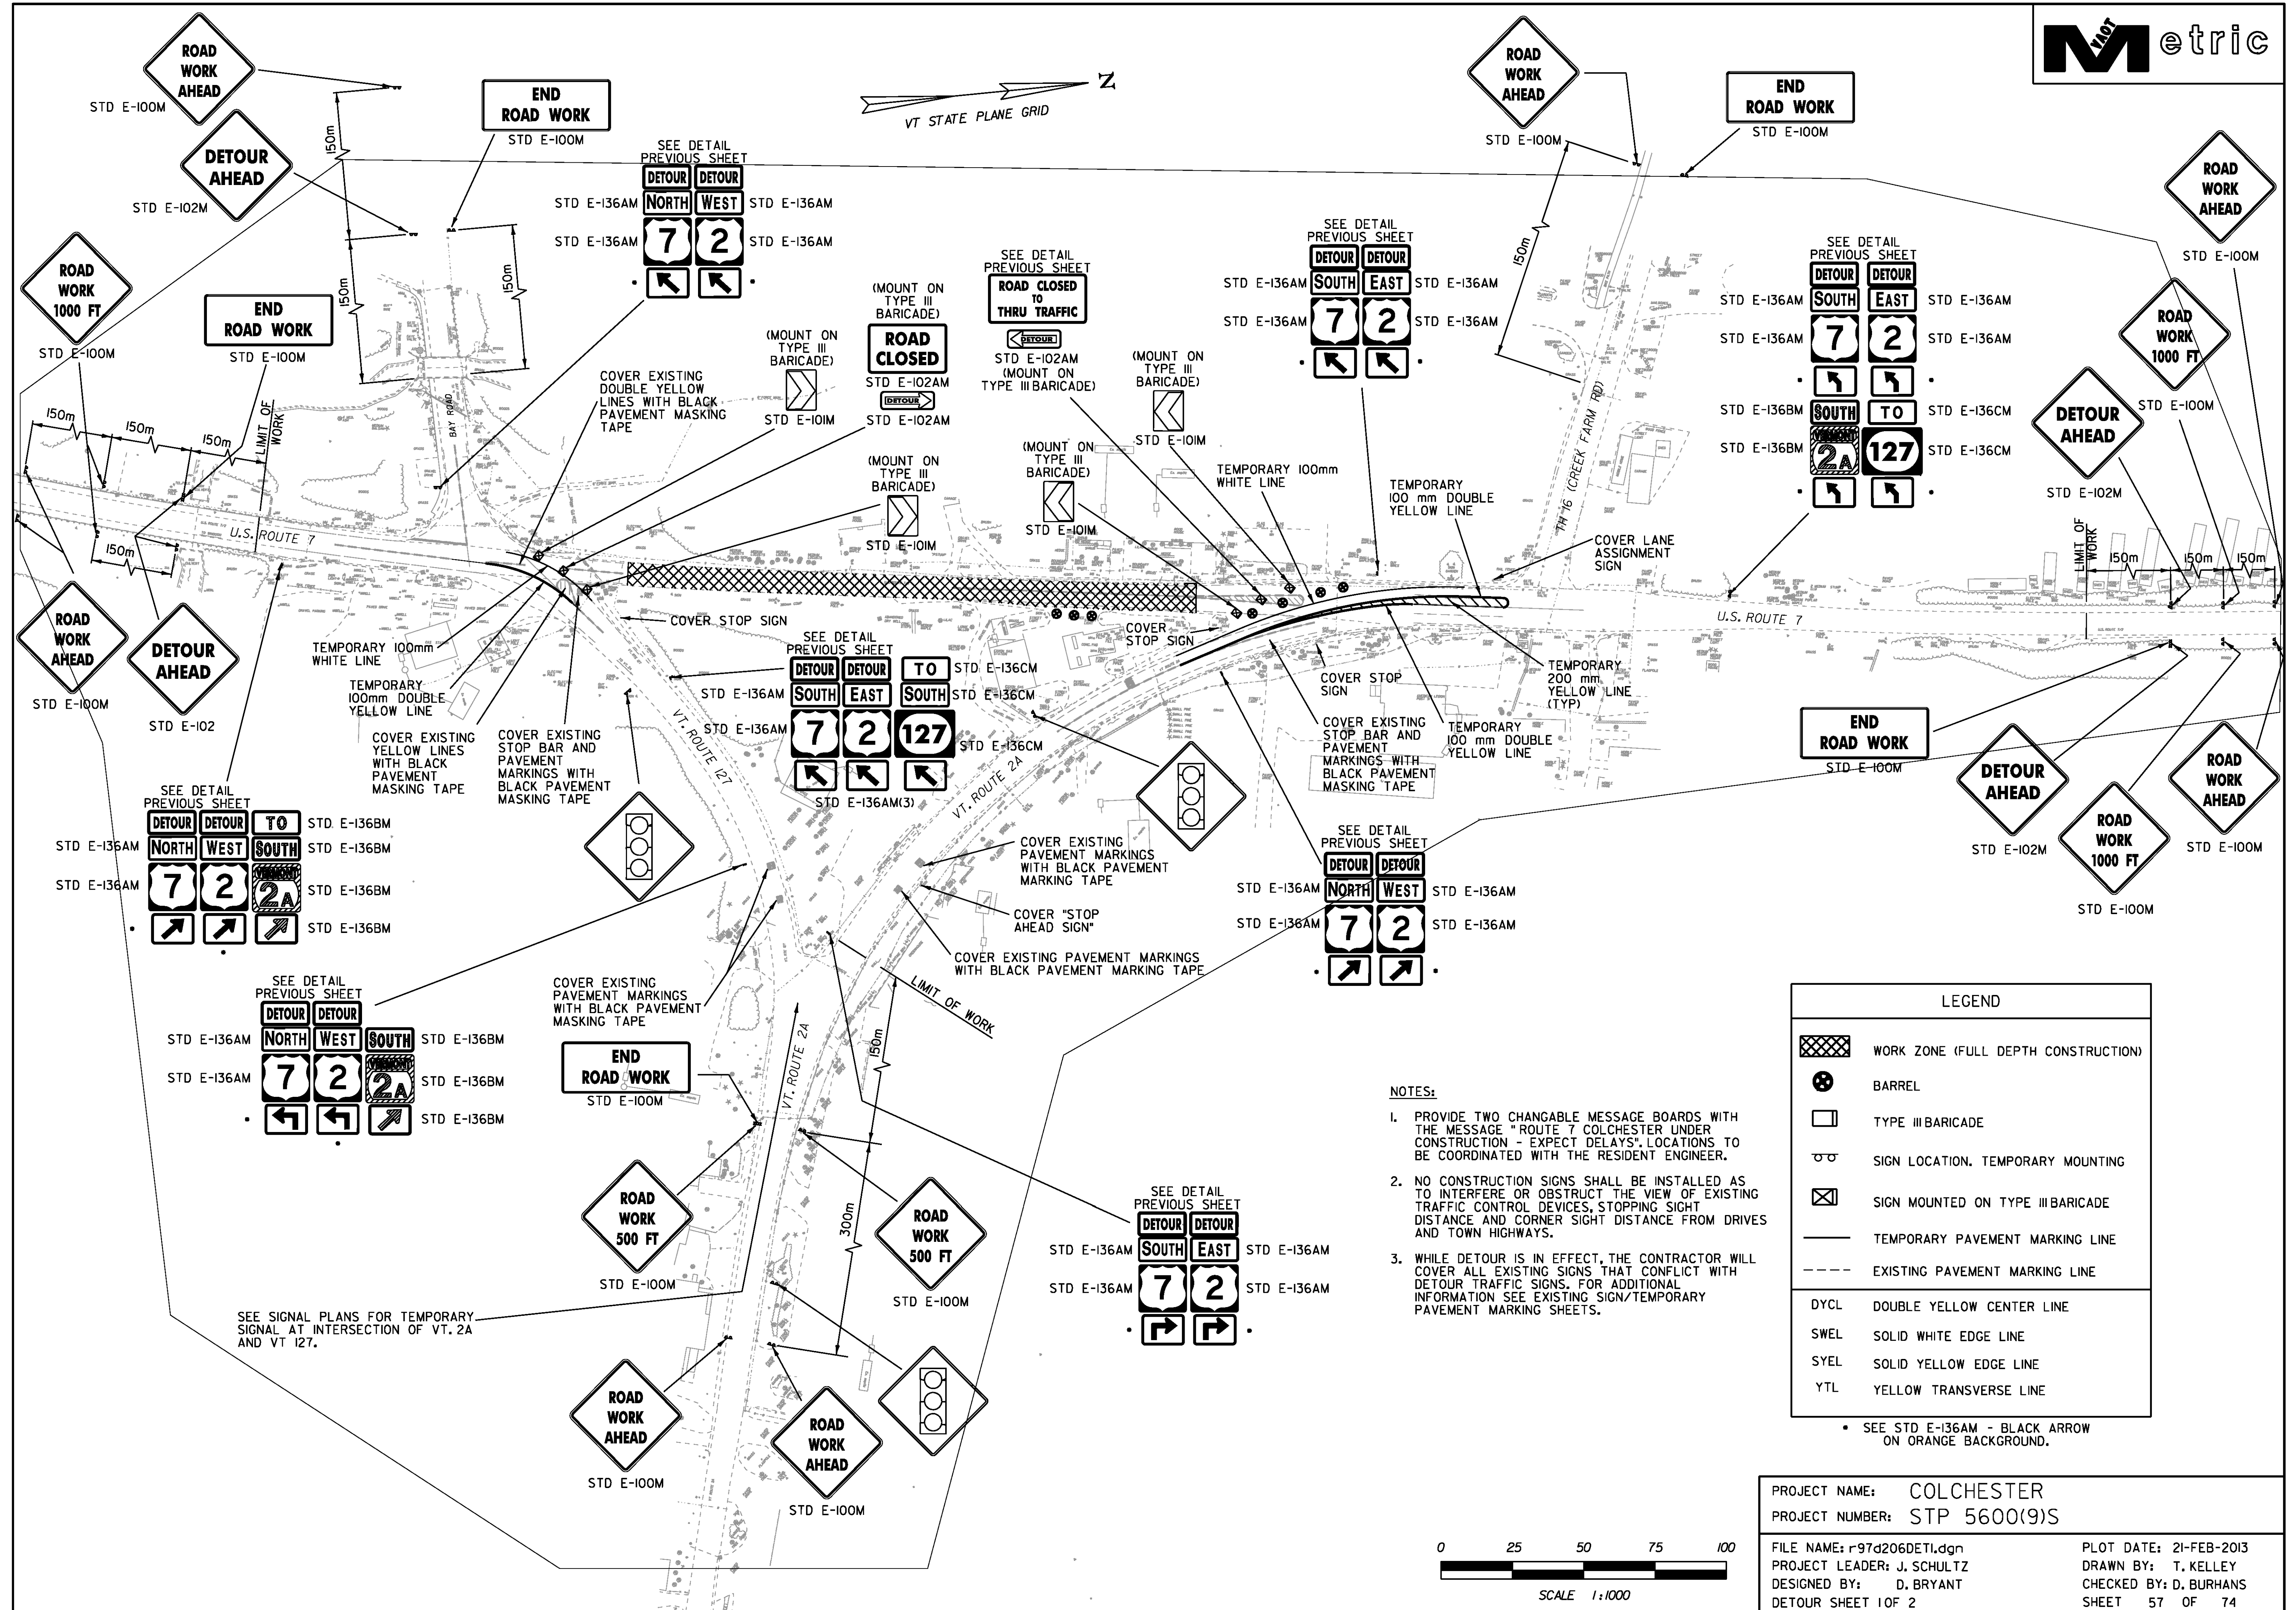 VAOT
Metric
ROAD
WORK
AHEAD
STD E-100M
DETOUR
AHEAD
STD E-102M
END
ROAD WORK
STD E-100M
150m
150m
150m
ROAD
WORK
1000 FT
STD E-100M
END
ROAD WORK
STD E-100M
150m
150m
150m
LIMIT OF
WORK
BAY ROAD
SEE DETAIL
PREVIOUS SHEET
DETOUR DETOUR
STD E-136AM NORTH WEST STD E-136AM
STD E-136AM 7 2 STD E-136AM
VT STATE PLANE GRID
Z
COVER EXISTING
DOUBLE YELLOW
LINES WITH BLACK
PAVEMENT MASKING
TAPE
(MOUNT ON
TYPE III
BARICADE)
STD E-101M
(MOUNT ON
TYPE III
BARICADE)
ROAD
CLOSED
STD E-102AM
DETOUR
STD E-102AM
(MOUNT ON
TYPE III
BARICADE)
STD E-101M
SEE DETAIL
PREVIOUS SHEET
ROAD CLOSED
TO
THRU TRAFFIC
DETOUR
STD E-102AM
(MOUNT ON
TYPE III BARICADE)
(MOUNT ON
TYPE III
BARICADE)
STD E-101M
(MOUNT ON
TYPE III
BARICADE)
STD E-101M
TEMPORARY 100mm
WHITE LINE
SEE DETAIL
PREVIOUS SHEET
DETOUR DETOUR
STD E-136AM SOUTH EAST STD E-136AM
STD E-136AM 7 2 STD E-136AM
TEMPORARY
100 mm DOUBLE
YELLOW LINE
ROAD
WORK
AHEAD
STD E-100M
END
ROAD WORK
STD E-100M
150m
TH 16 (CREEK FARM RD)
COVER LANE
ASSIGNMENT
SIGN
SEE DETAIL
PREVIOUS SHEET
DETOUR DETOUR
STD E-136AM SOUTH EAST STD E-136AM
STD E-136AM 7 2 STD E-136AM
STD E-136BM SOUTH TO STD E-136CM
STD E-136BM VERMONT 2A 127 STD E-136CM
ROAD
WORK
AHEAD
STD E-100M
ROAD
WORK
1000 FT
STD E-100M
DETOUR
AHEAD
STD E-102M
LIMIT OF
WORK
150m
150m
150m
U.S. ROUTE 7
U.S. ROUTE 7
150m
ROAD
WORK
AHEAD
STD E-100M
DETOUR
AHEAD
STD E-102
TEMPORARY 100mm
WHITE LINE
TEMPORARY
100mm DOUBLE
YELLOW LINE
COVER EXISTING
YELLOW LINES
WITH BLACK
PAVEMENT
MASKING TAPE
COVER EXISTING
STOP BAR AND
PAVEMENT
MARKINGS WITH
BLACK PAVEMENT
MASKING TAPE
COVER STOP SIGN
VT. ROUTE 127
SEE DETAIL
PREVIOUS SHEET
DETOUR DETOUR TO STD E-136CM
STD E-136AM SOUTH EAST SOUTH STD E-136CM
STD E-136AM 7 2 127 STD E-136CM
STD E-136AM(3)
COVER
STOP SIGN
VT. ROUTE 2A
COVER STOP
SIGN
TEMPORARY
200 mm
YELLOW LINE
(TYP)
COVER EXISTING
STOP BAR AND
PAVEMENT
MARKINGS WITH
BLACK PAVEMENT
MASKING TAPE
TEMPORARY
100 mm DOUBLE
YELLOW LINE
END
ROAD WORK
STD E-100M
DETOUR
AHEAD
STD E-102M
ROAD
WORK
1000 FT
STD E-100M
ROAD
WORK
AHEAD
STD E-100M
SEE DETAIL
PREVIOUS SHEET
DETOUR DETOUR TO STD. E-136BM
STD E-136AM NORTH WEST SOUTH STD E-136BM
STD E-136AM 7 2 VERMONT 2A STD E-136BM
STD E-136BM
COVER EXISTING
PAVEMENT MARKINGS
WITH BLACK PAVEMENT
MARKING TAPE
COVER "STOP
AHEAD SIGN"
COVER EXISTING PAVEMENT MARKINGS
WITH BLACK PAVEMENT MARKING TAPE
LIMIT OF WORK
SEE DETAIL
PREVIOUS SHEET
DETOUR DETOUR
STD E-136AM NORTH WEST STD E-136AM
STD E-136AM 7 2 STD E-136AM
SEE DETAIL
PREVIOUS SHEET
DETOUR DETOUR
STD E-136AM NORTH WEST SOUTH STD E-136BM
STD E-136AM 7 2 VERMONT 2A STD E-136BM
STD E-136BM
COVER EXISTING
PAVEMENT MARKINGS
WITH BLACK PAVEMENT
MASKING TAPE
END
ROAD WORK
STD E-100M
VT. ROUTE 2A
150m
300m
ROAD
WORK
500 FT
STD E-100M
ROAD
WORK
500 FT
STD E-100M
SEE SIGNAL PLANS FOR TEMPORARY
SIGNAL AT INTERSECTION OF VT. 2A
AND VT 127.
ROAD
WORK
AHEAD
STD E-100M
ROAD
WORK
AHEAD
STD E-100M
SEE DETAIL
PREVIOUS SHEET
DETOUR DETOUR
STD E-136AM SOUTH EAST STD E-136AM
STD E-136AM 7 2 STD E-136AM
NOTES:
1. PROVIDE TWO CHANGABLE MESSAGE BOARDS WITH
THE MESSAGE "ROUTE 7 COLCHESTER UNDER
CONSTRUCTION - EXPECT DELAYS". LOCATIONS TO
BE COORDINATED WITH THE RESIDENT ENGINEER.
2. NO CONSTRUCTION SIGNS SHALL BE INSTALLED AS
TO INTERFERE OR OBSTRUCT THE VIEW OF EXISTING
TRAFFIC CONTROL DEVICES, STOPPING SIGHT
DISTANCE AND CORNER SIGHT DISTANCE FROM DRIVES
AND TOWN HIGHWAYS.
3. WHILE DETOUR IS IN EFFECT, THE CONTRACTOR WILL
COVER ALL EXISTING SIGNS THAT CONFLICT WITH
DETOUR TRAFFIC SIGNS. FOR ADDITIONAL
INFORMATION SEE EXISTING SIGN/TEMPORARY
PAVEMENT MARKING SHEETS.
LEGEND
WORK ZONE (FULL DEPTH CONSTRUCTION)
BARREL
TYPE III BARICADE
SIGN LOCATION. TEMPORARY MOUNTING
SIGN MOUNTED ON TYPE III BARICADE
TEMPORARY PAVEMENT MARKING LINE
EXISTING PAVEMENT MARKING LINE
DYCL DOUBLE YELLOW CENTER LINE
SWEL SOLID WHITE EDGE LINE
SYEL SOLID YELLOW EDGE LINE
YTL YELLOW TRANSVERSE LINE
• SEE STD E-136AM - BLACK ARROW
ON ORANGE BACKGROUND.
0 25 50 75 100
SCALE 1:1000
PROJECT NAME: COLCHESTER
PROJECT NUMBER: STP 5600(9)S
FILE NAME: r97d206DET1.dgn PLOT DATE: 21-FEB-2013
PROJECT LEADER: J. SCHULTZ DRAWN BY: T. KELLEY
DESIGNED BY: D. BRYANT CHECKED BY: D. BURHANS
DETOUR SHEET 1 OF 2 SHEET 57 OF 74